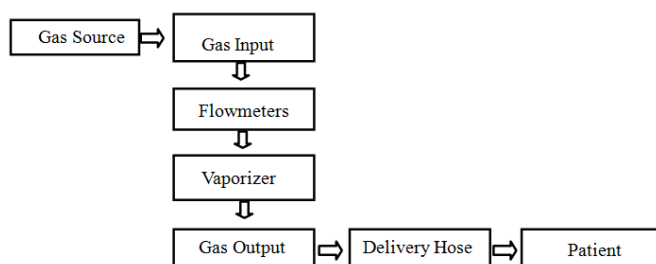 Gas Source
Gas Input
Flowmeters
Vaporizer
Gas Output
Delivery Hose
Patient